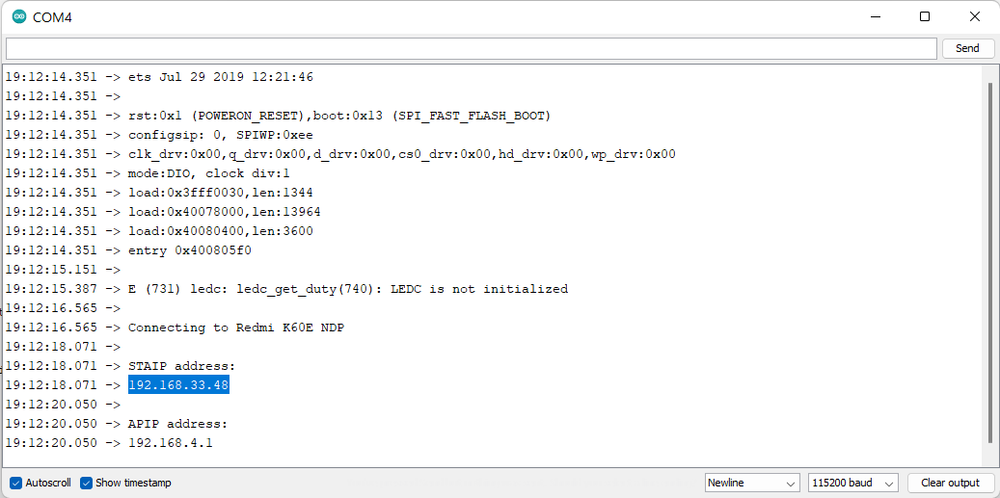 COM4
Send
19:12:14.351 -> ets Jul 29 2019 12:21:46
19:12:14.351 ->
19:12:14.351 -> rst:0x1 (POWERON_RESET),boot:0x13 (SPI_FAST_FLASH_BOOT)
19:12:14.351 -> configsip: 0, SPIWP:0xee
19:12:14.351 -> clk_drv:0x00,q_drv:0x00,d_drv:0x00,cs0_drv:0x00,hd_drv:0x00,wp_drv:0x00
19:12:14.351 -> mode:DIO, clock div:1
19:12:14.351 -> load:0x3fff0030,len:1344
19:12:14.351 -> load:0x40078000,len:13964
19:12:14.351 -> load:0x40080400,len:3600
19:12:14.351 -> entry 0x400805f0
19:12:15.151 ->
19:12:15.387 -> E (731) ledc: ledc_get_duty(740): LEDC is not initialized
19:12:16.565 ->
19:12:16.565 -> Connecting to Redmi K60E NDP
19:12:18.071 ->
19:12:18.071 -> STAIP address:
19:12:18.071 -> 192.168.33.48
19:12:20.050 ->
19:12:20.050 -> APIP address:
19:12:20.050 -> 192.168.4.1
Autoscroll Show timestamp Newline 115200 baud Clear output